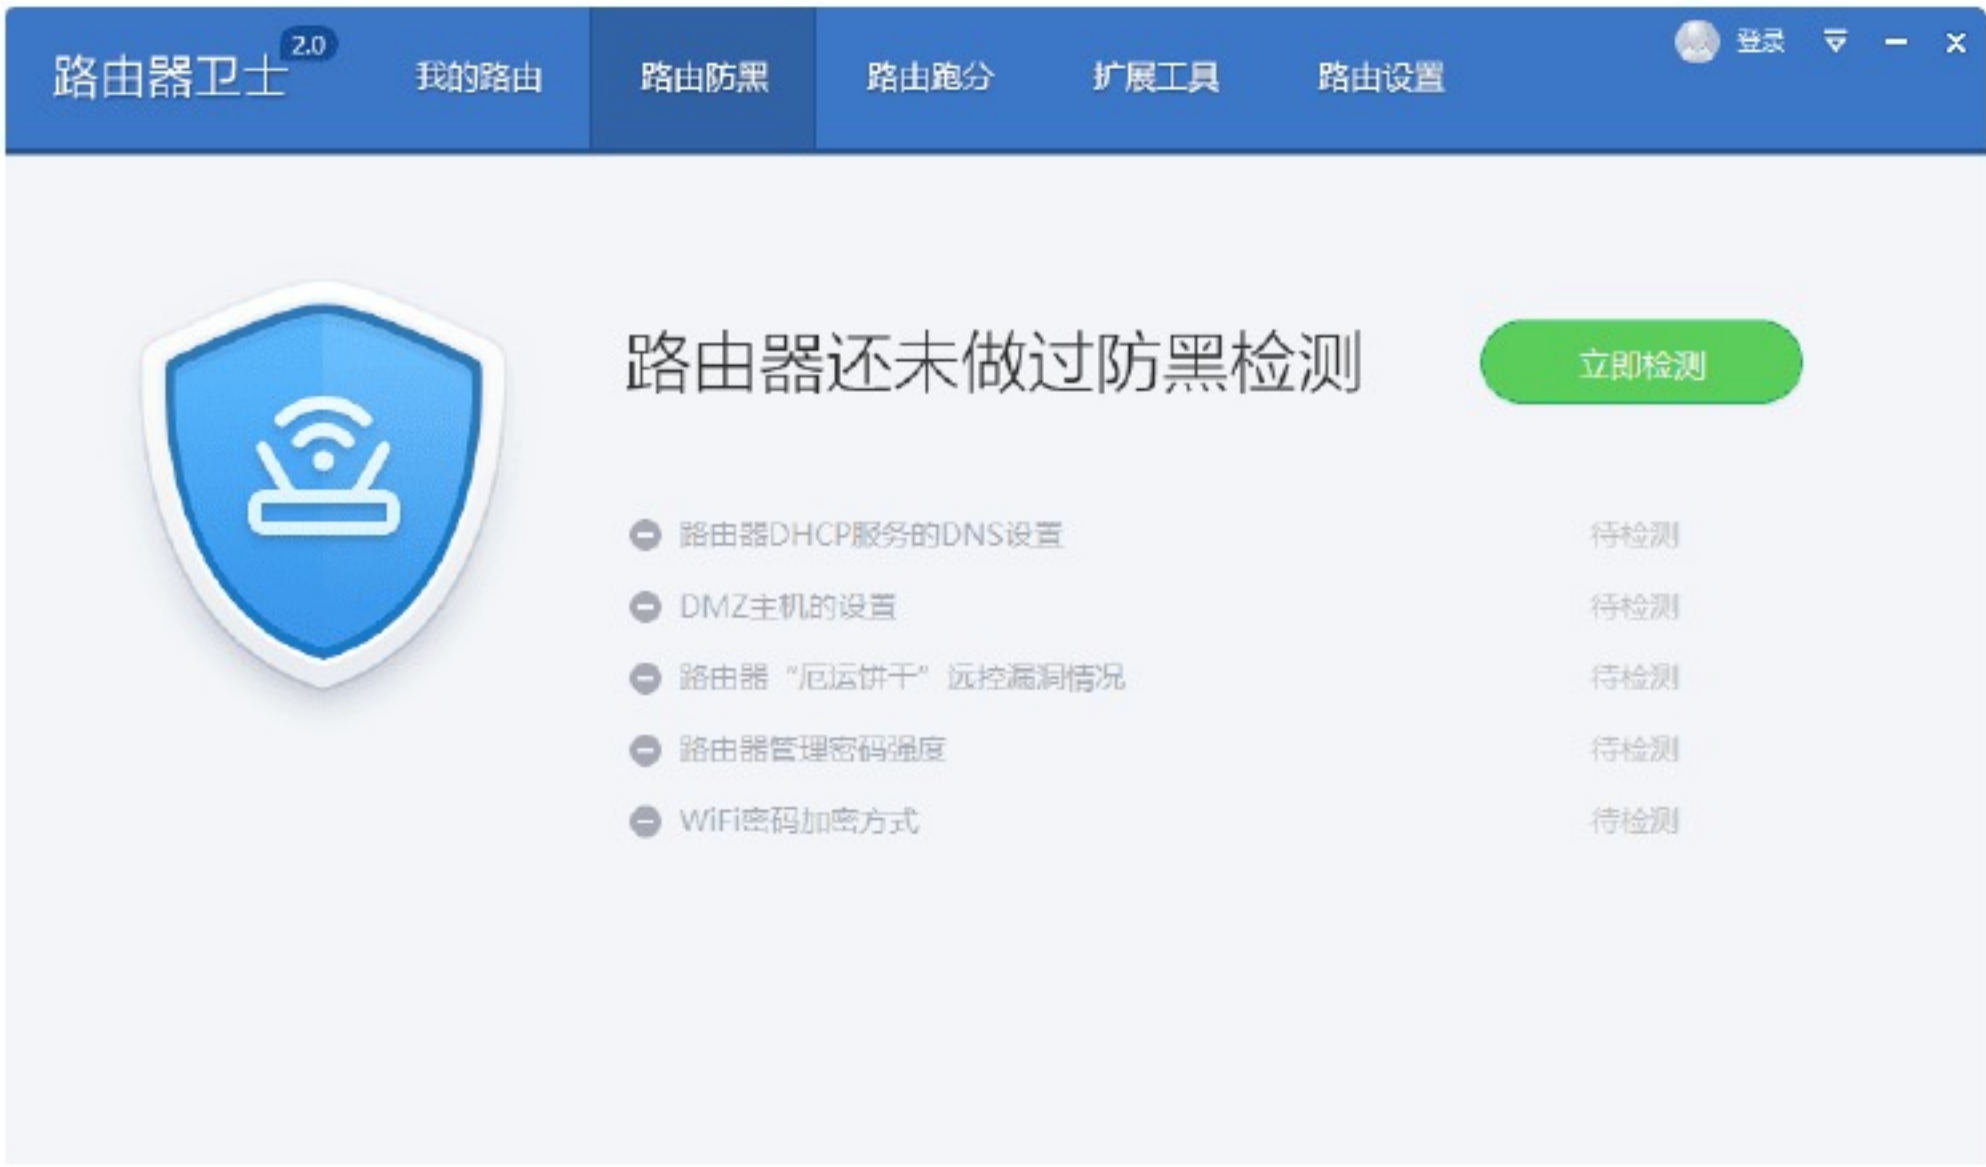 路由器卫士 2.0 我的路由 路由防黑 路由跑分 扩展工具 路由设置 登录
路由器还未做过防黑检测 立即检测
路由器DHCP服务的DNS设置 待检测
DMZ主机的设置 待检测
路由器“厄运饼干”远控漏洞情况 待检测
路由器管理密码强度 待检测
WiFi密码加密方式 待检测